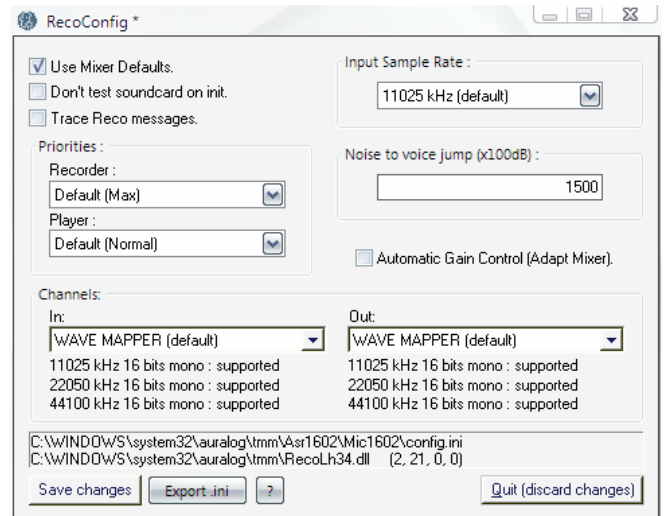 RecoConfig *
Use Mixer Defaults.
Don't test soundcard on init.
Trace Reco messages.
Input Sample Rate :
11025 kHz (default)
Priorities :
Recorder :
Default (Max)
Player :
Default (Normal)
Noise to voice jump (x100dB) :
1500
Automatic Gain Control (Adapt Mixer).
Channels:
In:
WAVE MAPPER (default)
11025 kHz 16 bits mono : supported
22050 kHz 16 bits mono : supported
44100 kHz 16 bits mono : supported
Out:
WAVE MAPPER (default)
11025 kHz 16 bits mono : supported
22050 kHz 16 bits mono : supported
44100 kHz 16 bits mono : supported
C:\WINDOWS\system32\auralog\tmm\Asr1602\Mic1602\config.ini
C:\WINDOWS\system32\auralog\tmm\RecoLh34.dll (2, 21, 0, 0)
Save changes
Export .ini
?
Quit (discard changes)